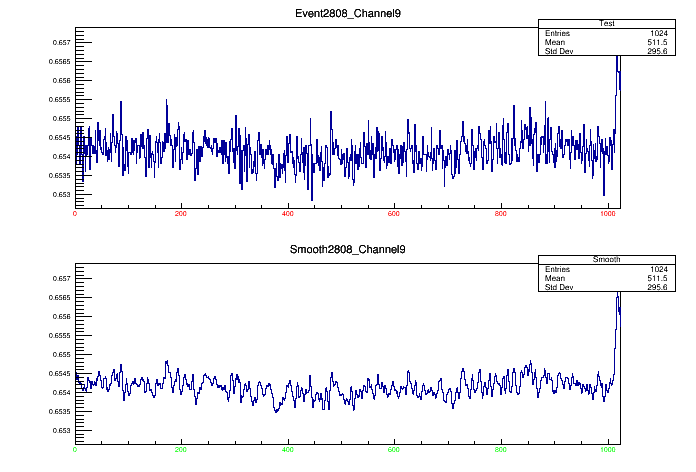 Event2808_Channel9
Test
Entries 1024
Mean 511.5
Std Dev 295.6
0.657
0.6565
0.656
0.6555
0.655
0.6545
0.654
0.6535
0.653
0 200 400 600 800 1000
Smooth2808_Channel9
Smooth
Entries 1024
Mean 511.5
Std Dev 295.6
0.657
0.6565
0.656
0.6555
0.655
0.6545
0.654
0.6535
0.653
0 200 400 600 800 1000